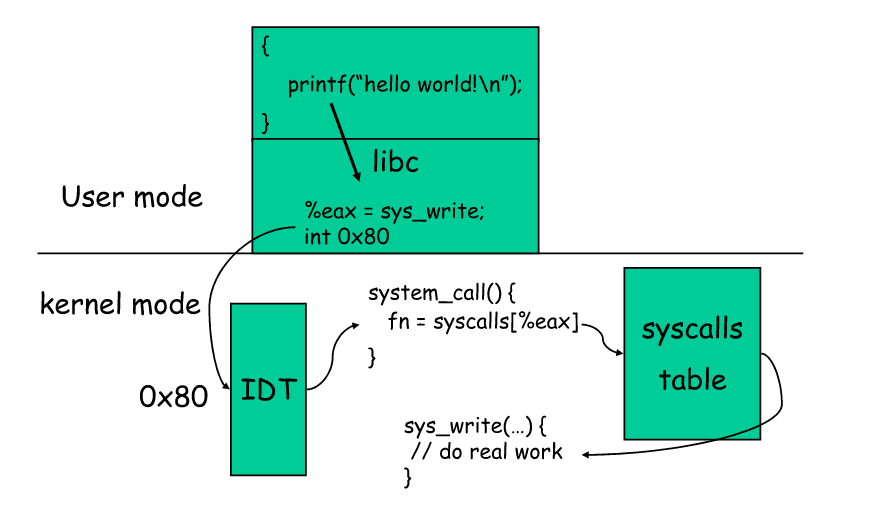 {
printf(“hello world!\n”);
}
libc
User mode
%eax = sys_write;
int 0x80
kernel mode
system_call() {
fn = syscalls[%eax]
}
syscalls
table
0x80
IDT
sys_write(…) {
// do real work
}